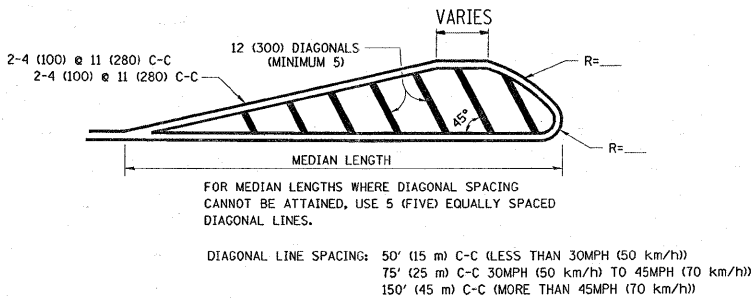 VARIES
12 (300) DIAGONALS
(MINIMUM 5)
2-4 (100) @ 11 (280) C-C
2-4 (100) @ 11 (280) C-C
R=___
45°
R=___
MEDIAN LENGTH
FOR MEDIAN LENGTHS WHERE DIAGONAL SPACING
CANNOT BE ATTAINED, USE 5 (FIVE) EQUALLY SPACED
DIAGONAL LINES.
DIAGONAL LINE SPACING: 50' (15 m) C-C (LESS THAN 30MPH (50 km/h))
75' (25 m) C-C 30MPH (50 km/h) TO 45MPH (70 km/h))
150' (45 m) C-C (MORE THAN 45MPH (70 km/h))